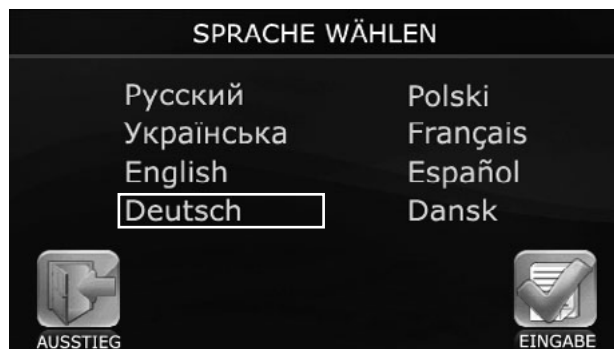 SPRACHE WÄHLEN
Русский
Українська
English
Deutsch
Polski
Français
Español
Dansk
AUSSTIEG
EINGABE